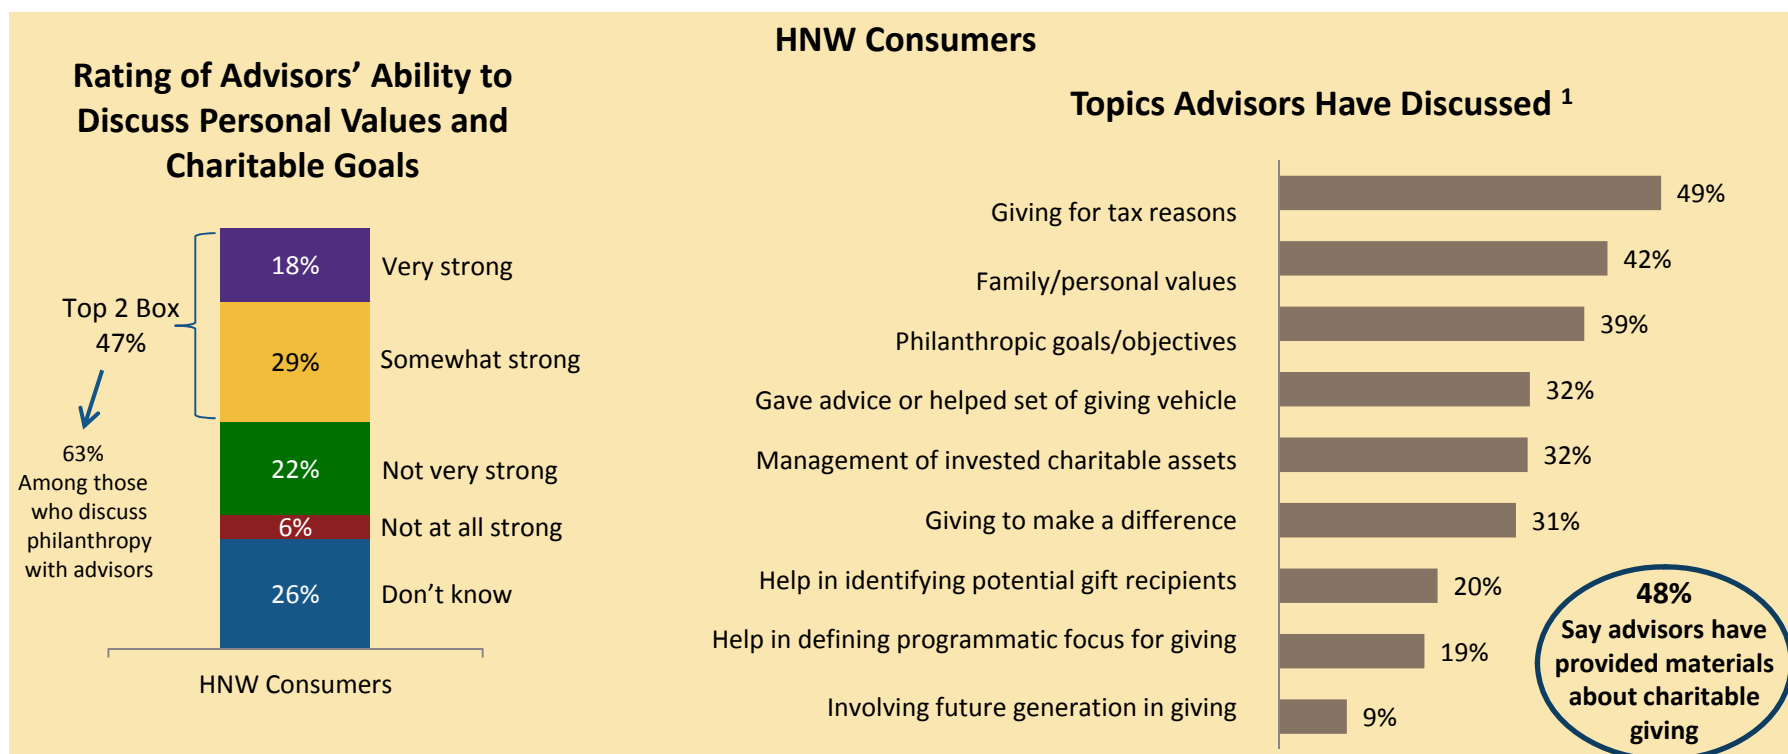 HNW Consumers
Rating of Advisors’ Ability to
Discuss Personal Values and
Charitable Goals
18%
Very strong
Top 2 Box
47%
29%
Somewhat strong
63%
Among those
who discuss
philanthropy
with advisors
22%
Not very strong
6%
Not at all strong
26%
Don’t know
HNW Consumers
Topics Advisors Have Discussed 1
Giving for tax reasons
49%
Family/personal values
42%
Philanthropic goals/objectives
39%
Gave advice or helped set of giving vehicle
32%
Management of invested charitable assets
32%
Giving to make a difference
31%
Help in identifying potential gift recipients
20%
Help in defining programmatic focus for giving
19%
Involving future generation in giving
9%
48%
Say advisors have
provided materials
about charitable
giving